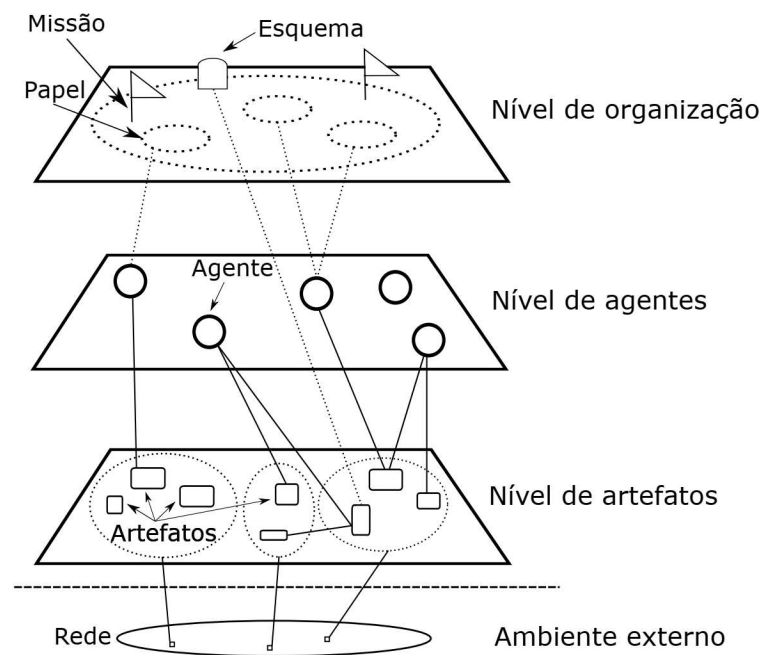 Missão
Esquema
Papel
Nível de organização
Agente
Nível de agentes
Nível de artefatos
Artefatos
Rede
Ambiente externo